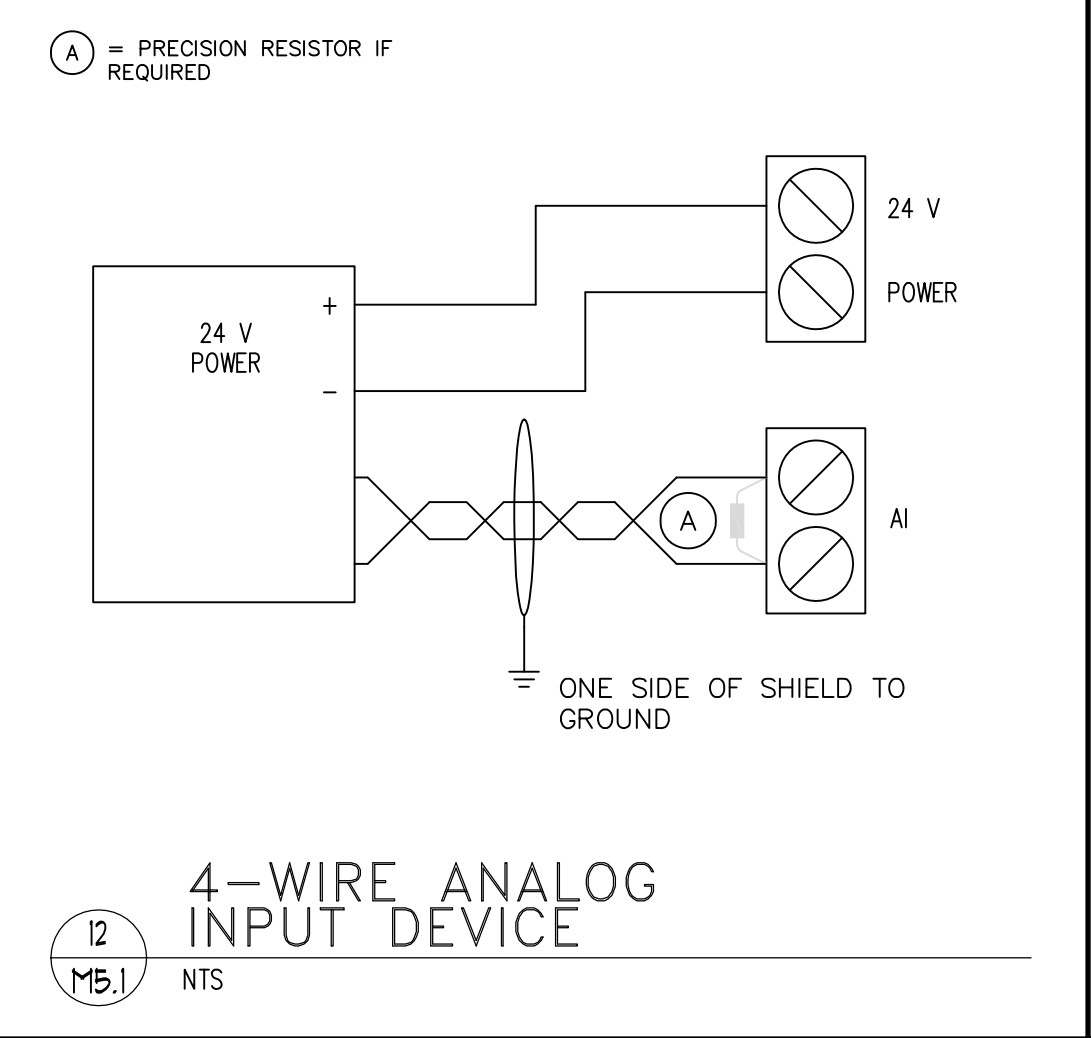 A = PRECISION RESISTOR IF
REQUIRED
24 V
POWER
+
24 V
POWER
−
A
AI
ONE SIDE OF SHIELD TO
GROUND
4-WIRE ANALOG
INPUT DEVICE
12
M5.1
NTS